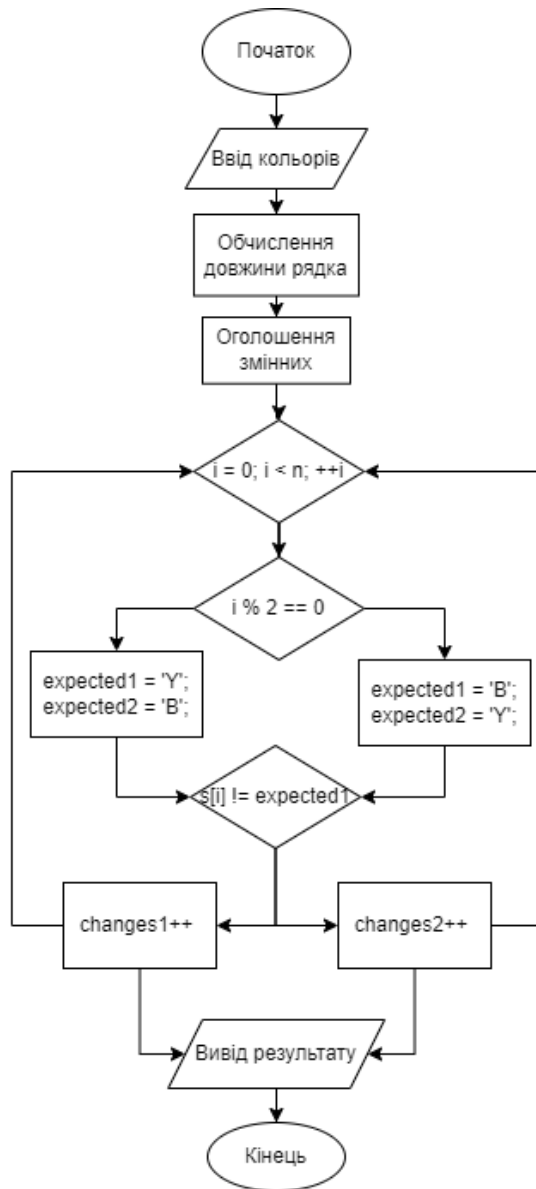 Початок
Ввід кольорів
Обчислення
довжини рядка
Оголошення
змінних
i = 0; i < n; ++i
i % 2 == 0
expected1 = 'Y';
expected2 = 'B';
expected1 = 'B';
expected2 = 'Y';
s[i] != expected1
changes1++
changes2++
Вивід результату
Кінець